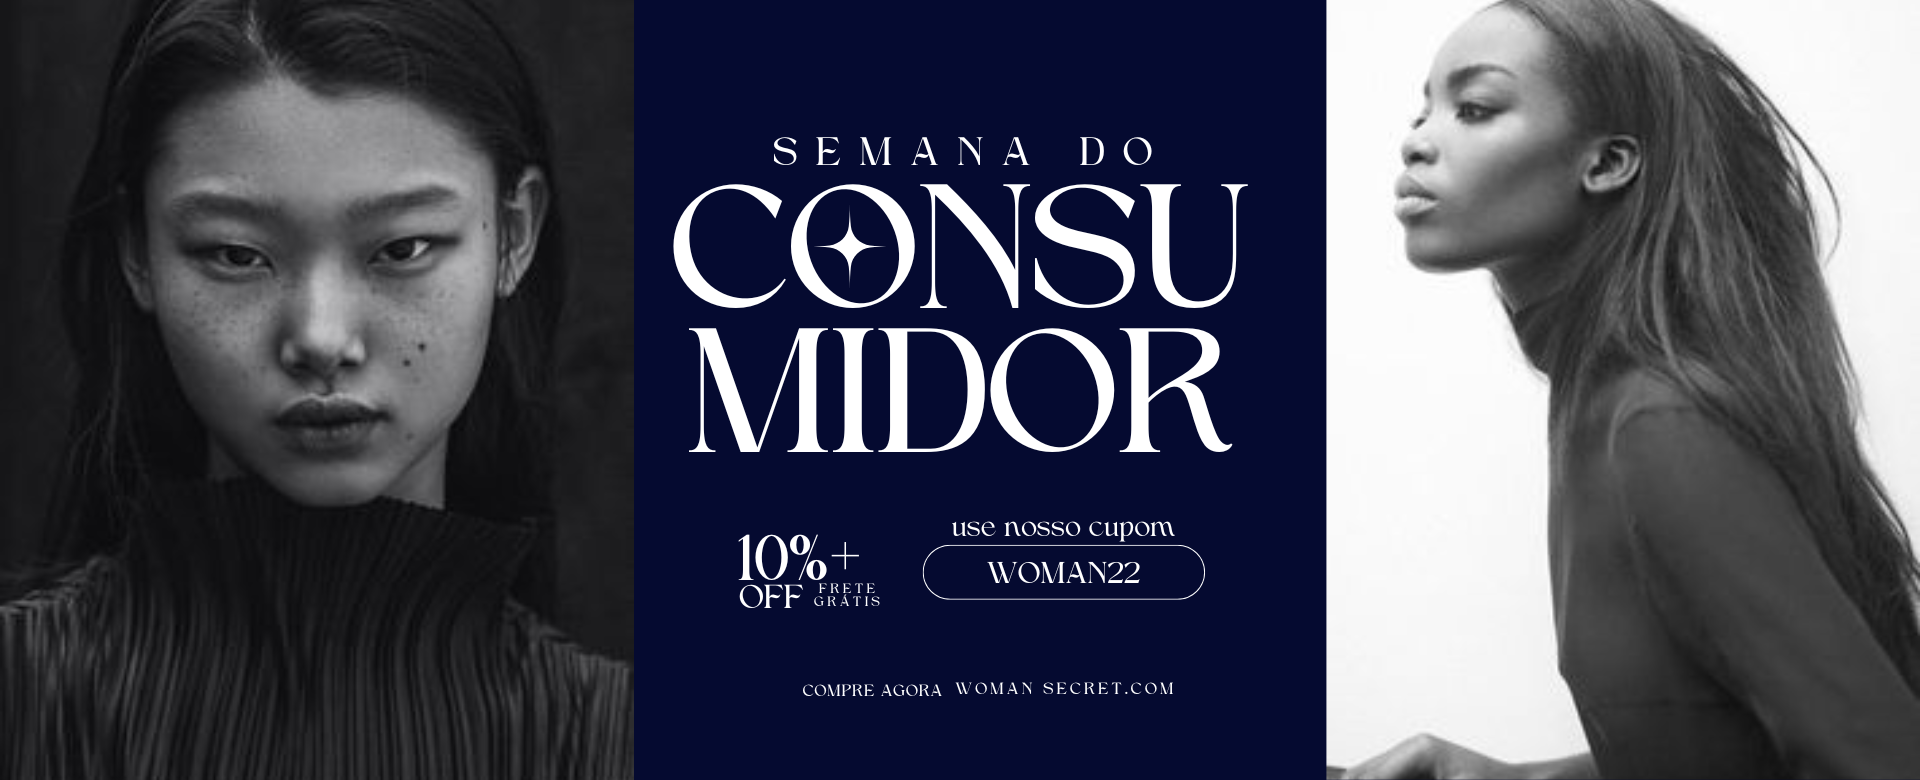 SEMANA DO
CONSU
MIDOR
10%+
OFF FRETE GRÁTIS
use nosso cupom
WOMAN22
COMPRE AGORA WOMAN SECRET.COM